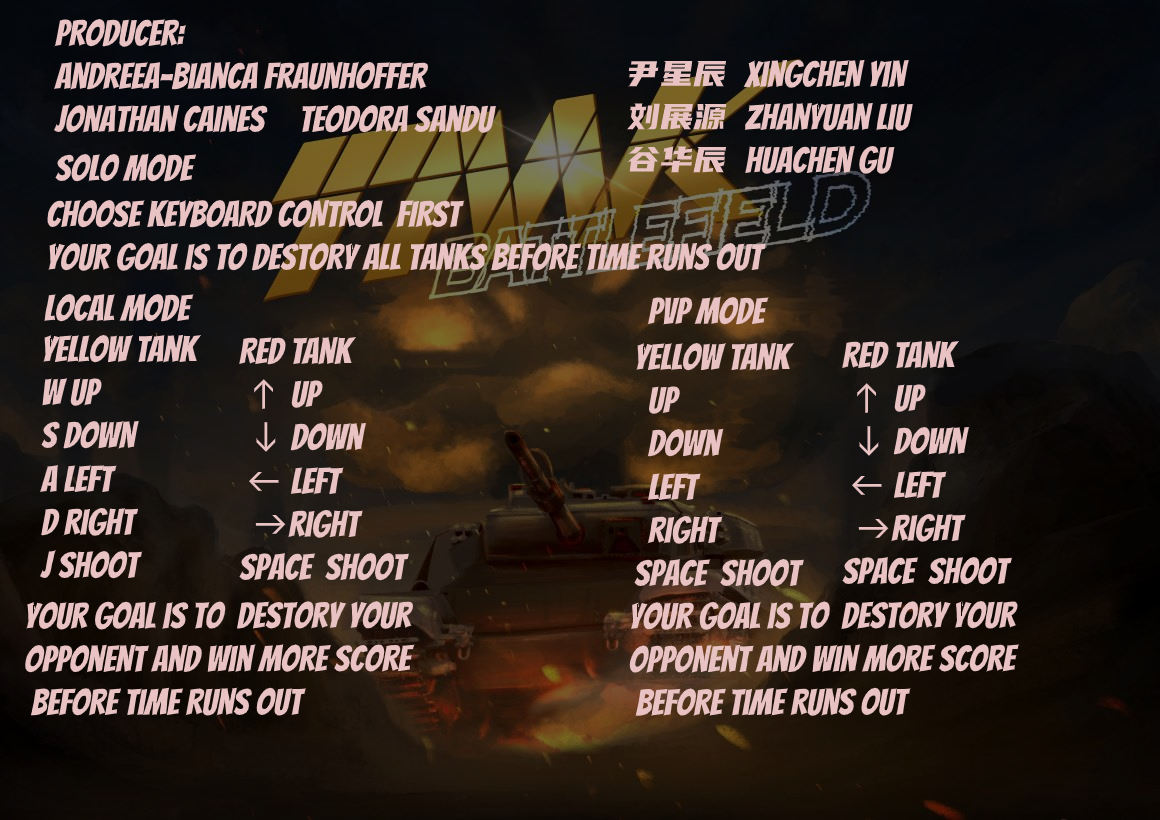 PRODUCER:
ANDREEA-BIANCA FRAUNHOFFER
JONATHAN CAINES TEODORA SANDU
尹星辰 XINGCHEN YIN
刘展源 ZHANYUAN LIU
谷华辰 HUACHEN GU
TANK
BATTLEFEELD
SOLO MODE
CHOOSE KEYBOARD CONTROL FIRST
YOUR GOAL IS TO DESTORY ALL TANKS BEFORE TIME RUNS OUT
LOCAL MODE
YELLOW TANK RED TANK
W UP ↑ UP
S DOWN ↓ DOWN
A LEFT ← LEFT
D RIGHT → RIGHT
J SHOOT SPACE SHOOT
YOUR GOAL IS TO DESTORY YOUR
OPPONENT AND WIN MORE SCORE
BEFORE TIME RUNS OUT
PVP MODE
YELLOW TANK RED TANK
UP ↑ UP
DOWN ↓ DOWN
LEFT ← LEFT
RIGHT → RIGHT
SPACE SHOOT SPACE SHOOT
YOUR GOAL IS TO DESTORY YOUR
OPPONENT AND WIN MORE SCORE
BEFORE TIME RUNS OUT